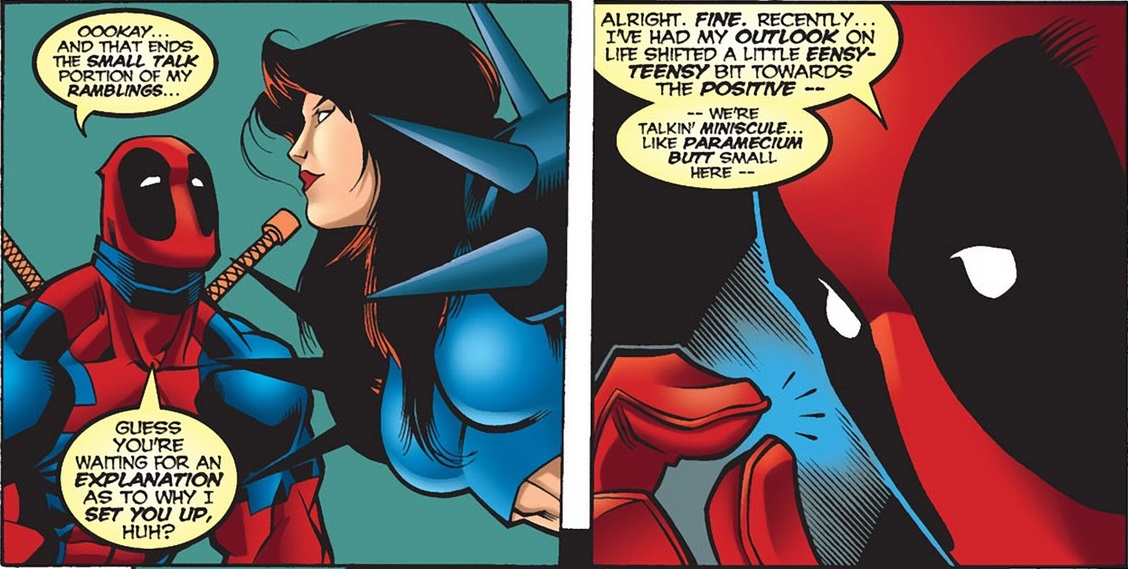 OOOKAY...
AND THAT ENDS
THE SMALL TALK
PORTION OF MY
RAMBLINGS...
GUESS
YOU'RE
WAITING FOR AN
EXPLANATION
AS TO WHY I
SET YOU UP,
HUH?
ALRIGHT. FINE. RECENTLY...
I'VE HAD MY OUTLOOK ON
LIFE SHIFTED A LITTLE EENSY-
TEENSY BIT TOWARDS
THE POSITIVE --
-- WE'RE
TALKIN' MINISCULE...
LIKE PARAMECIUM
BUTT SMALL
HERE --